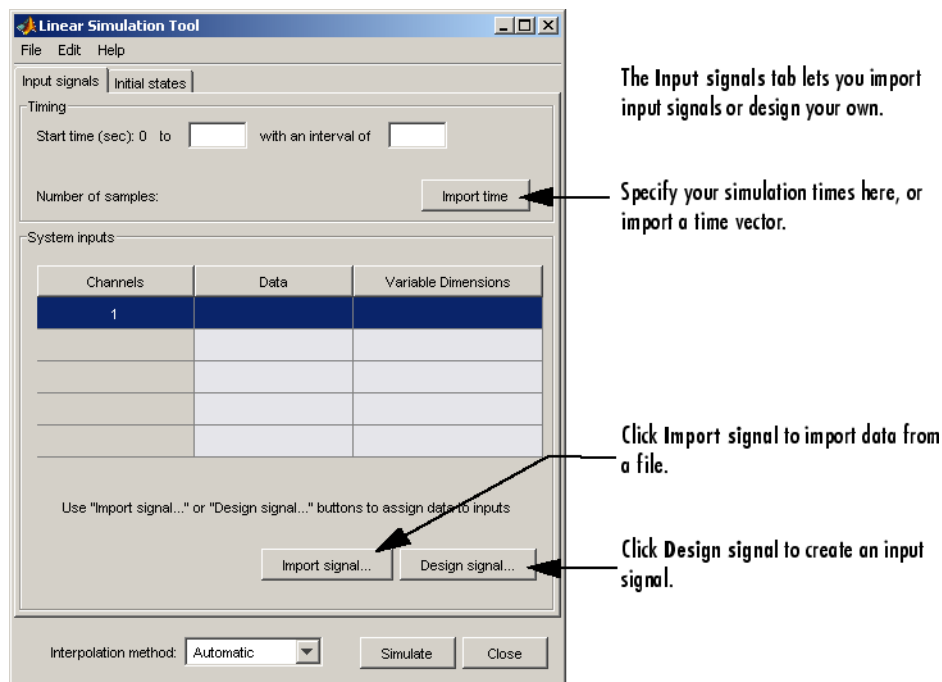 Linear Simulation Tool
File Edit Help
Input signals Initial states
Timing
Start time (sec): 0 to with an interval of
Number of samples:
Import time
System inputs
Channels Data Variable Dimensions
1
Use "Import signal..." or "Design signal..." buttons to assign data to inputs
Import signal... Design signal...
Interpolation method: Automatic Simulate Close
The Input signals tab lets you import
input signals or design your own.
Specify your simulation times here, or
import a time vector.
Click Import signal to import data from
a file.
Click Design signal to create an input
signal.